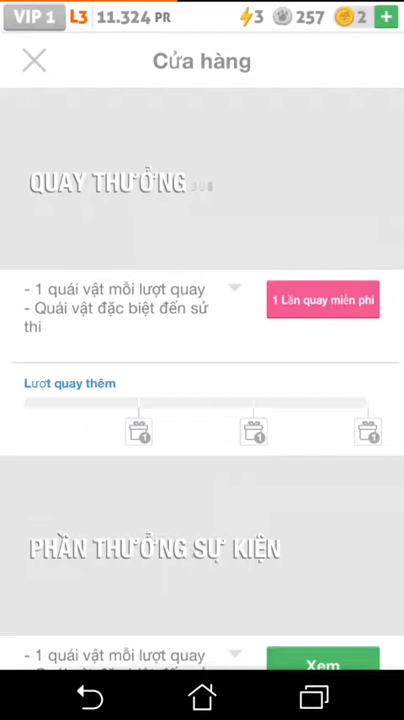 VIP 1 L3 11.324 PR 3 257 2
Cửa hàng
QUAY THƯỞNG
- 1 quái vật mỗi lượt quay
- Quái vật đặc biệt đến sử
thi
1 Lần quay miễn phí
Lượt quay thêm
1 1 1
PHẦN THƯỞNG SỰ KIỆN
- 1 quái vật mỗi lượt quay
Xem